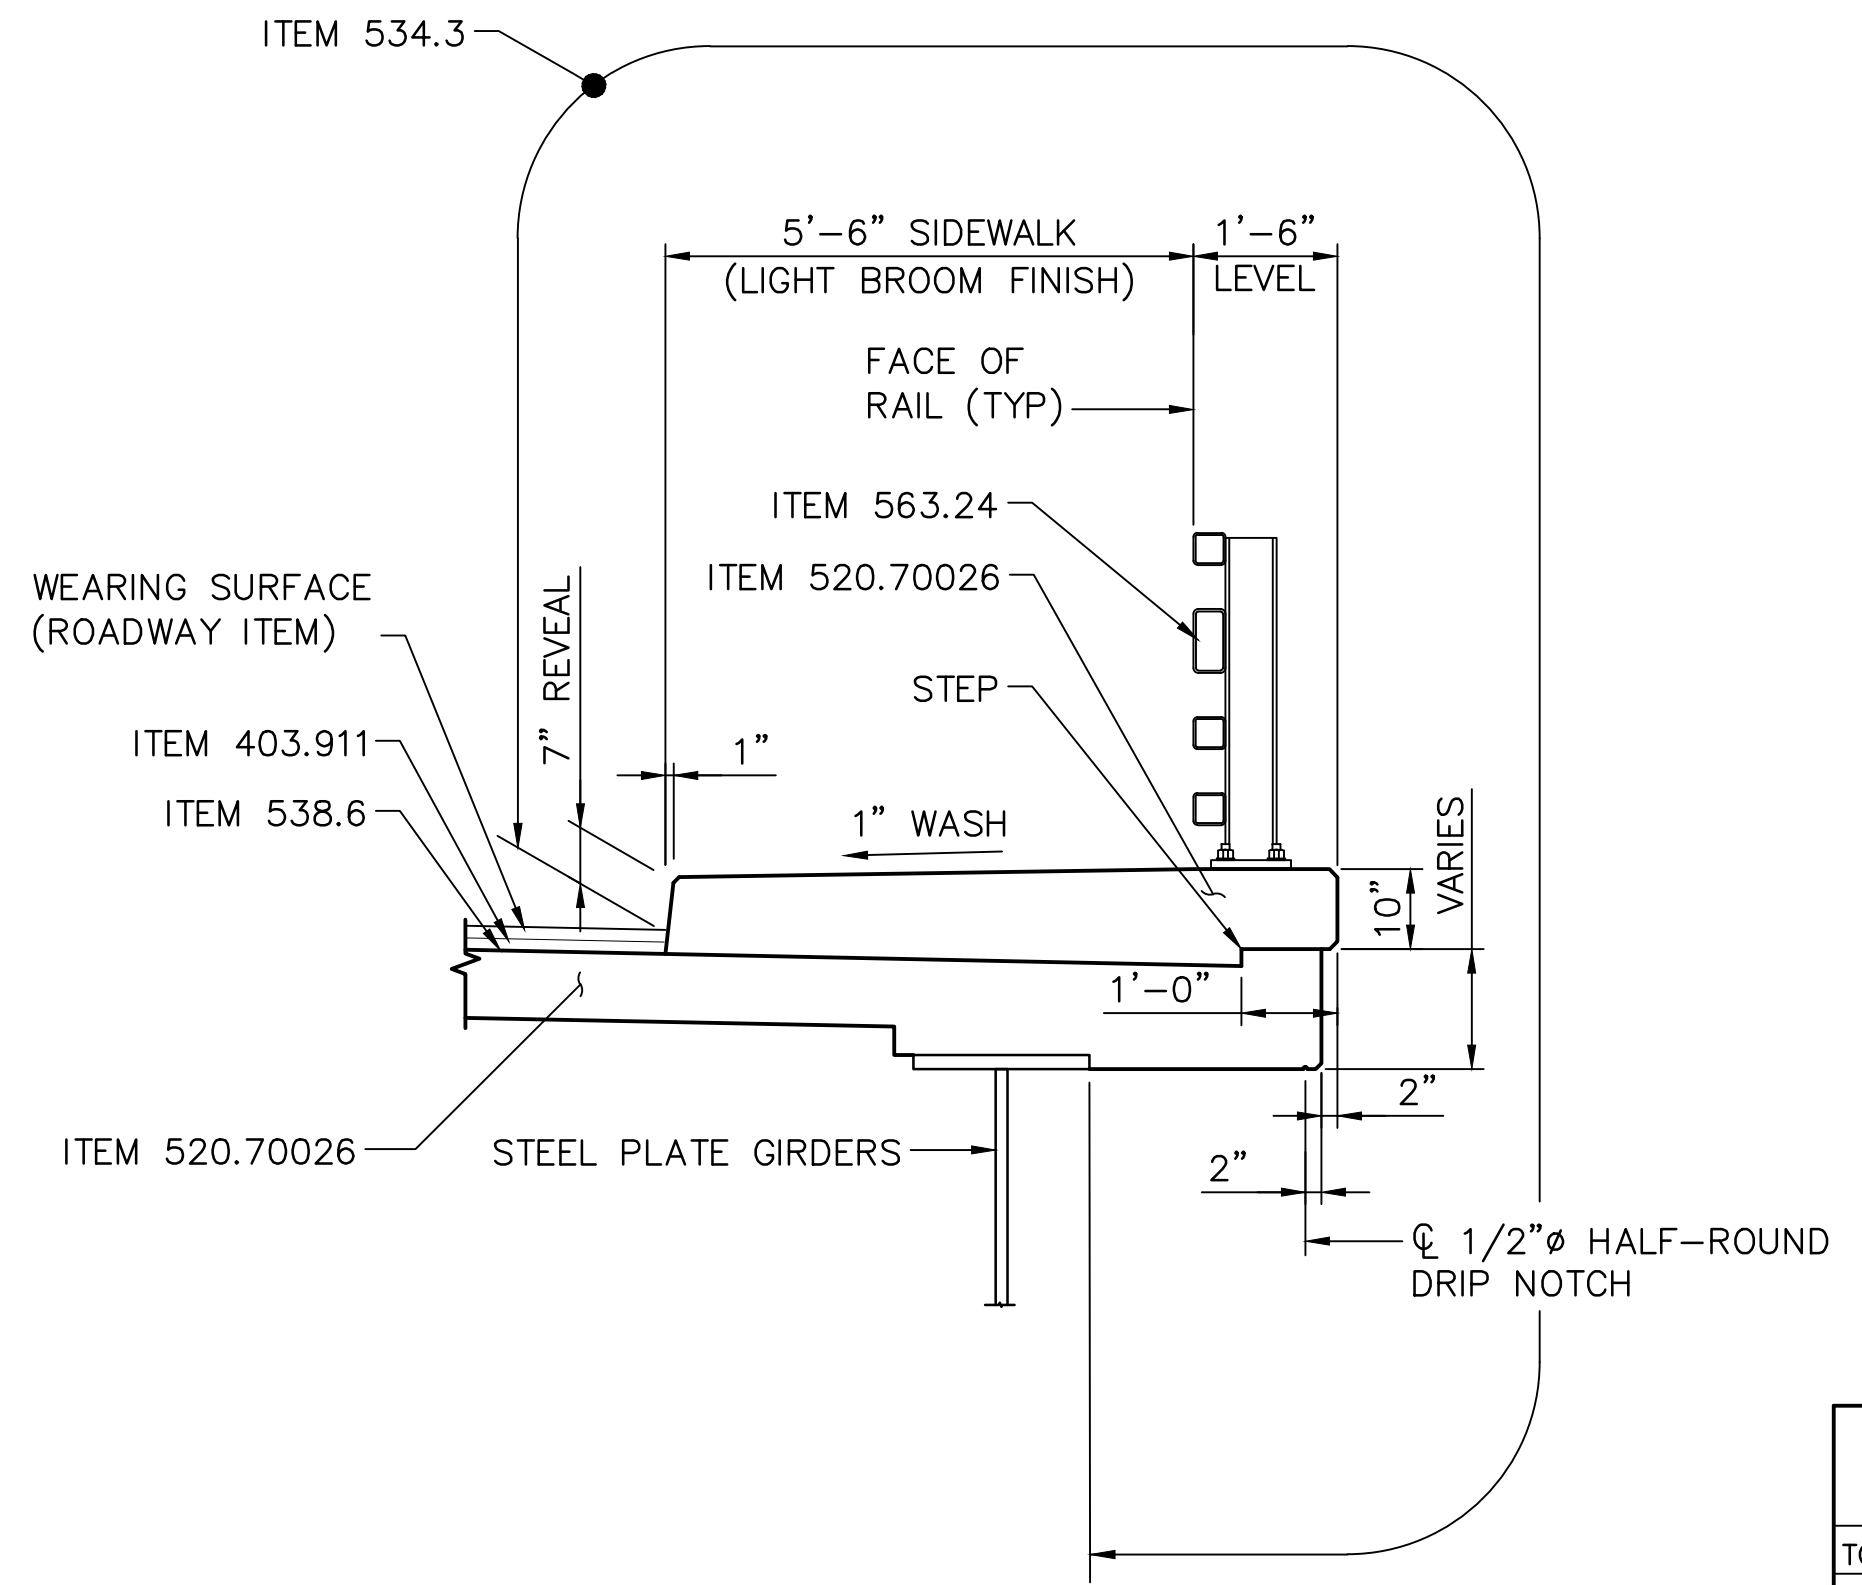 ITEM 534.3
5'-6" SIDEWALK
(LIGHT BROOM FINISH)
1'-6"
LEVEL
FACE OF
RAIL (TYP)
ITEM 563.24
ITEM 520.70026
WEARING SURFACE
(ROADWAY ITEM)
7" REVEAL
STEP
ITEM 403.911
1"
ITEM 538.6
1" WASH
VARIES
10"
1'-0"
2"
ITEM 520.70026
STEEL PLATE GIRDERS
2"
℄ 1/2"ø HALF-ROUND
DRIP NOTCH